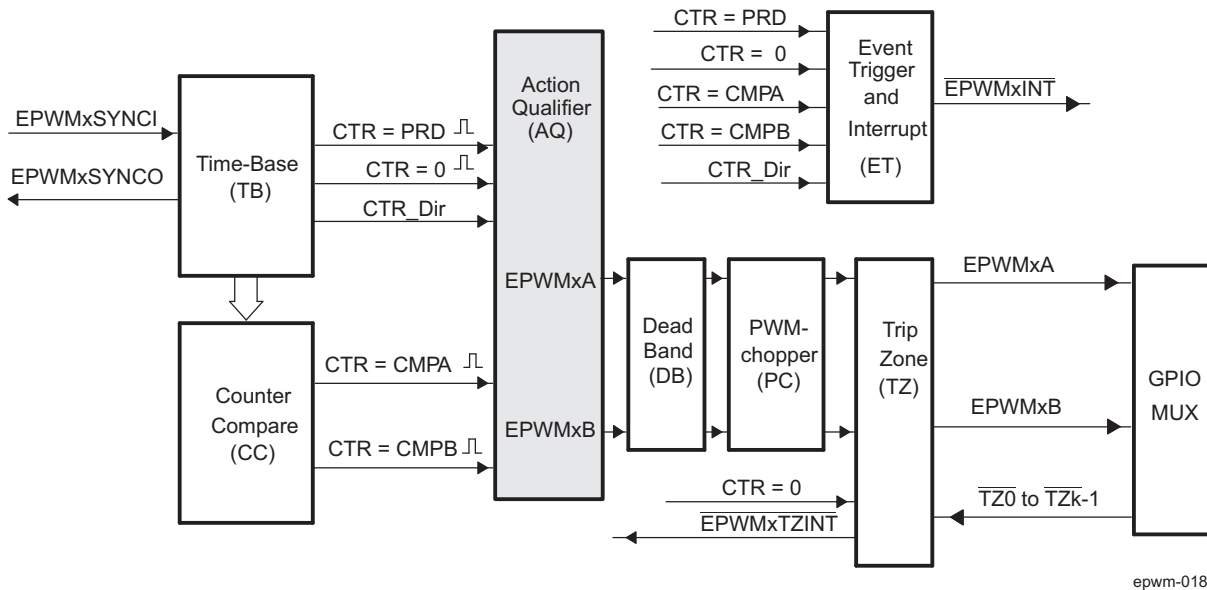 EPWMxSYNCI
EPWMxSYNCO
Time-Base
(TB)
CTR = PRD
CTR = 0
CTR_Dir
Counter
Compare
(CC)
CTR = CMPA
CTR = CMPB
Action
Qualifier
(AQ)
EPWMxA
EPWMxB
CTR = PRD
CTR = 0
CTR = CMPA
CTR = CMPB
CTR_Dir
Event
Trigger
and
Interrupt
(ET)
EPWMxINT
Dead
Band
(DB)
PWM-
chopper
(PC)
Trip
Zone
(TZ)
CTR = 0
EPWMxTZINT
EPWMxA
EPWMxB
TZ0 to TZk-1
GPIO
MUX
epwm-018